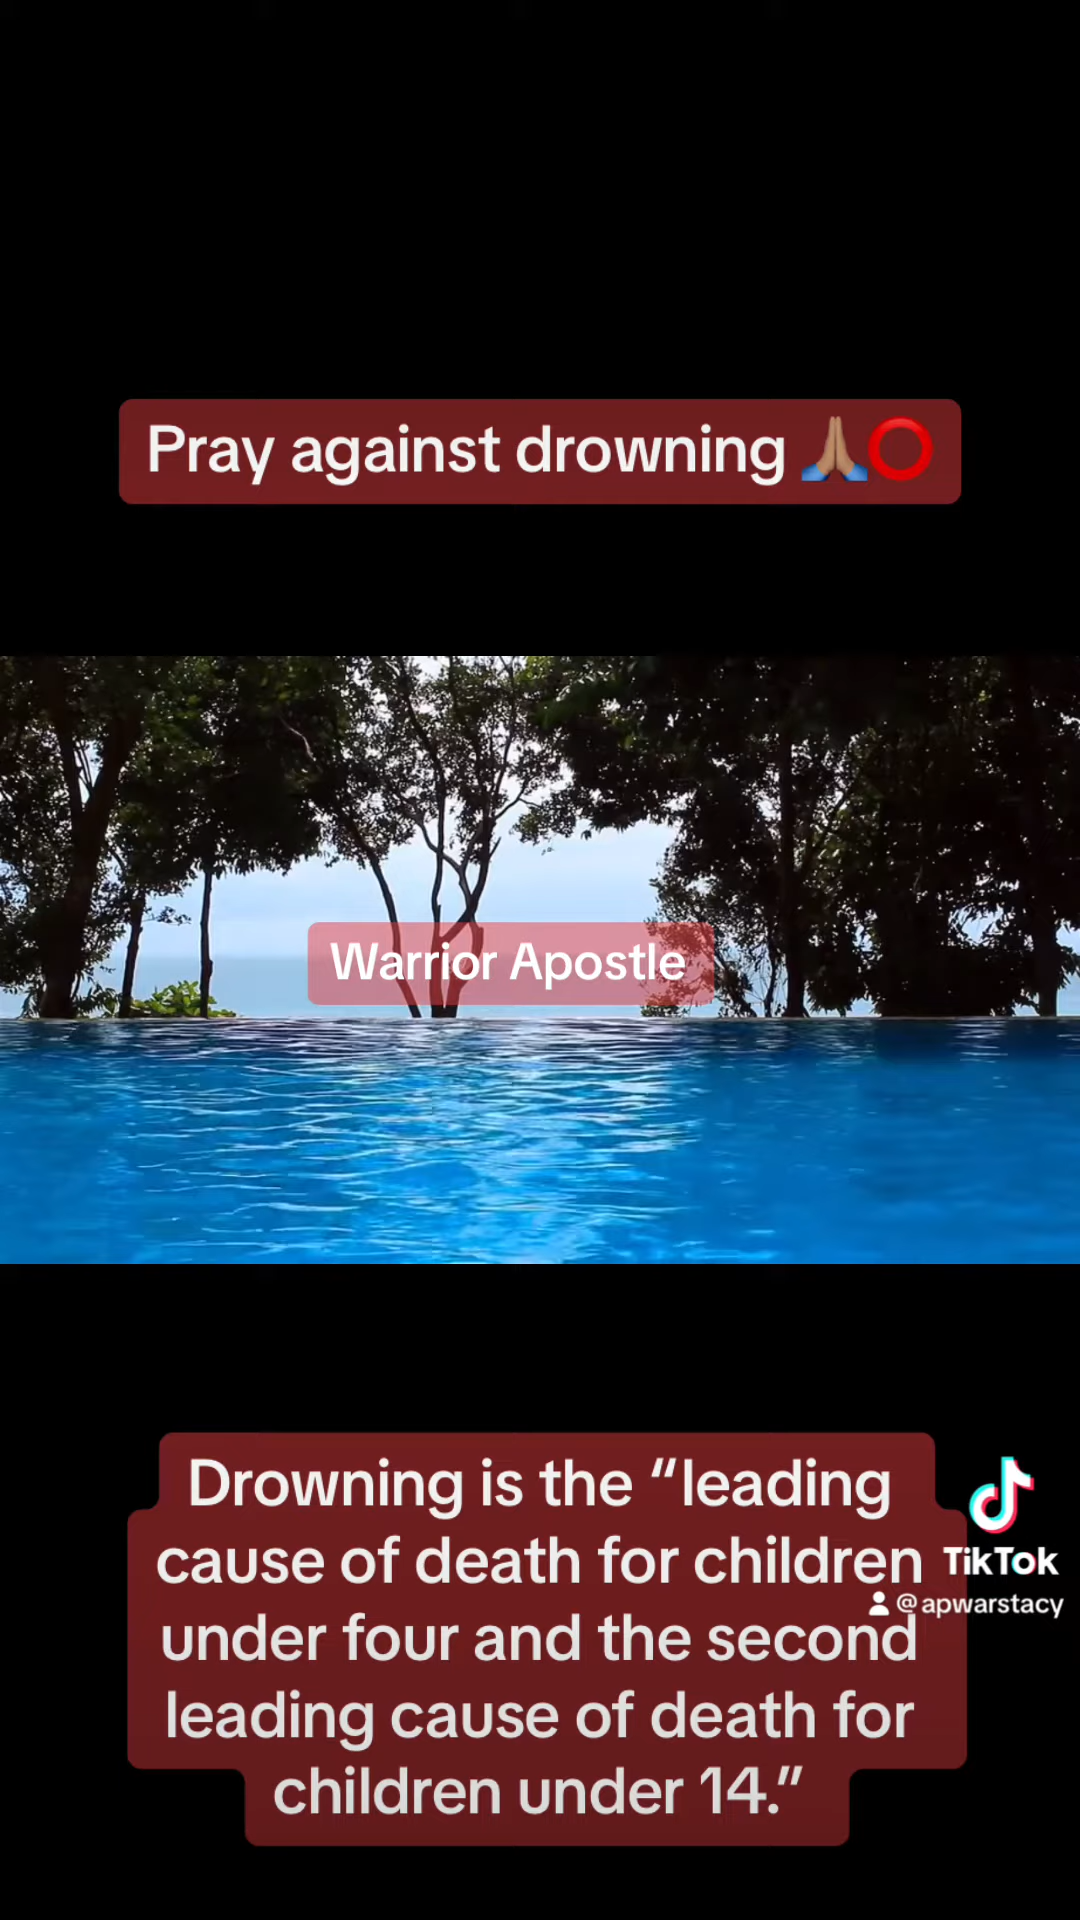 Pray against drowning 🙏🏽⭕
Warrior Apostle
Drowning is the “leading
cause of death for children
under four and the second
leading cause of death for
children under 14.”
TikTok
@apwarstacy